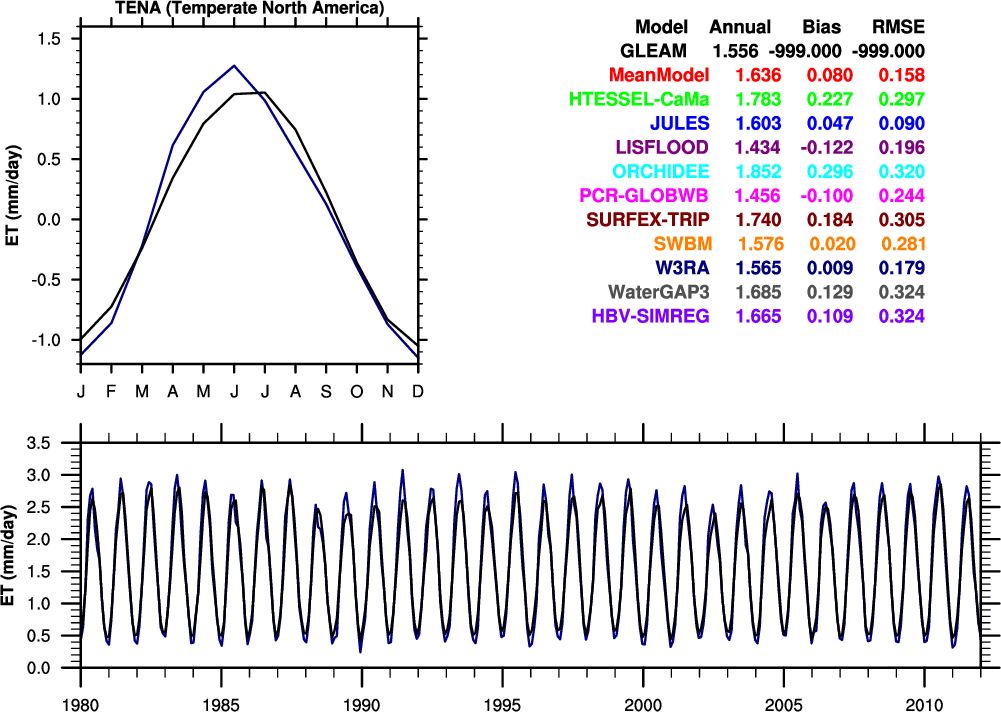 TENA (Temperate North America)
1.5
1.0
0.5
0.0
-0.5
-1.0
ET (mm/day)
J F M A M J J A S O N D
Model Annual Bias RMSE
GLEAM 1.556 -999.000 -999.000
MeanModel 1.636 0.080 0.158
HTESSEL-CaMa 1.783 0.227 0.297
JULES 1.603 0.047 0.090
LISFLOOD 1.434 -0.122 0.196
ORCHIDEE 1.852 0.296 0.320
PCR-GLOBWB 1.456 -0.100 0.244
SURFEX-TRIP 1.740 0.184 0.305
SWBM 1.576 0.020 0.281
W3RA 1.565 0.009 0.179
WaterGAP3 1.685 0.129 0.324
HBV-SIMREG 1.665 0.109 0.324
3.5
3.0
2.5
2.0
1.5
1.0
0.5
0.0
ET (mm/day)
1980 1985 1990 1995 2000 2005 2010